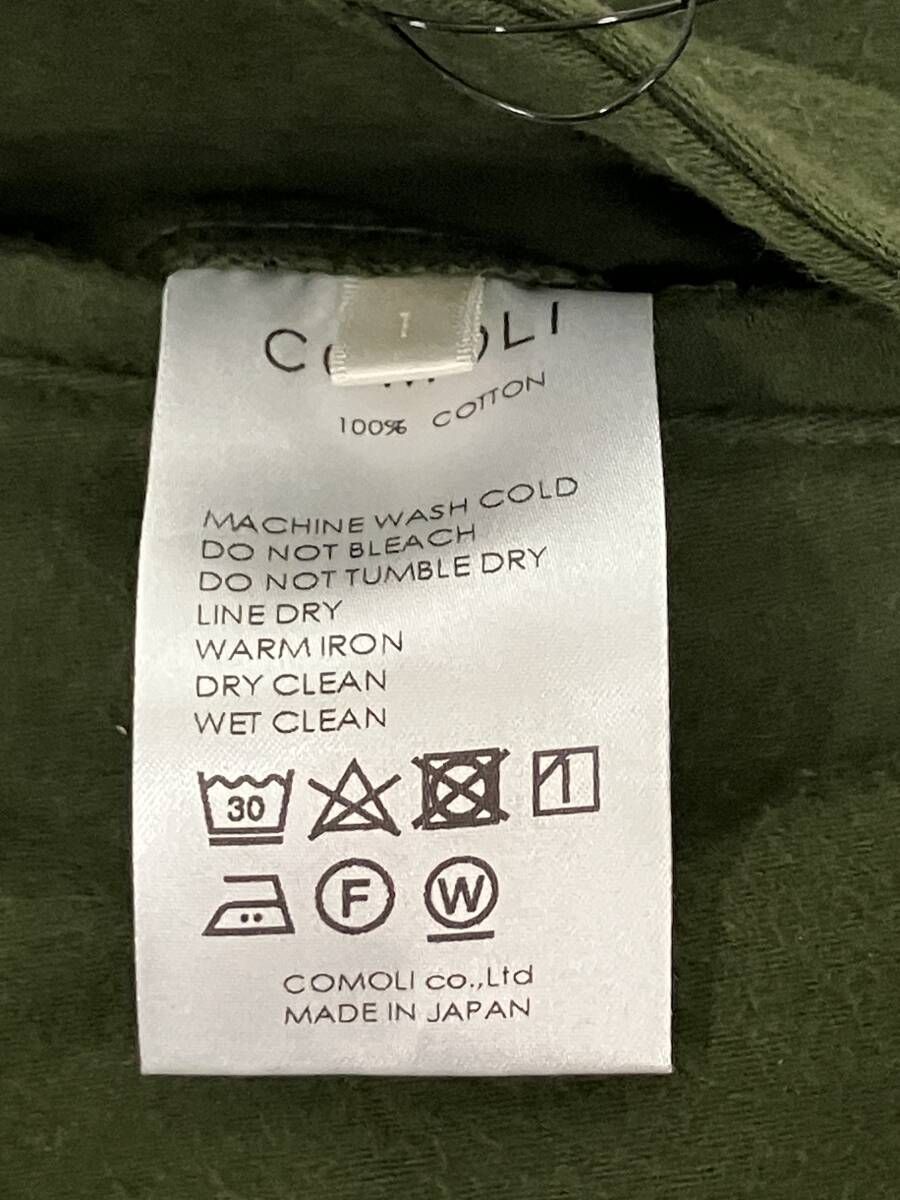 1
100% COTTON
MACHINE WASH COLD
DO NOT BLEACH
DO NOT TUMBLE DRY
LINE DRY
WARM IRON
DRY CLEAN
WET CLEAN
30
F W
COMOLI co.,Ltd
MADE IN JAPAN